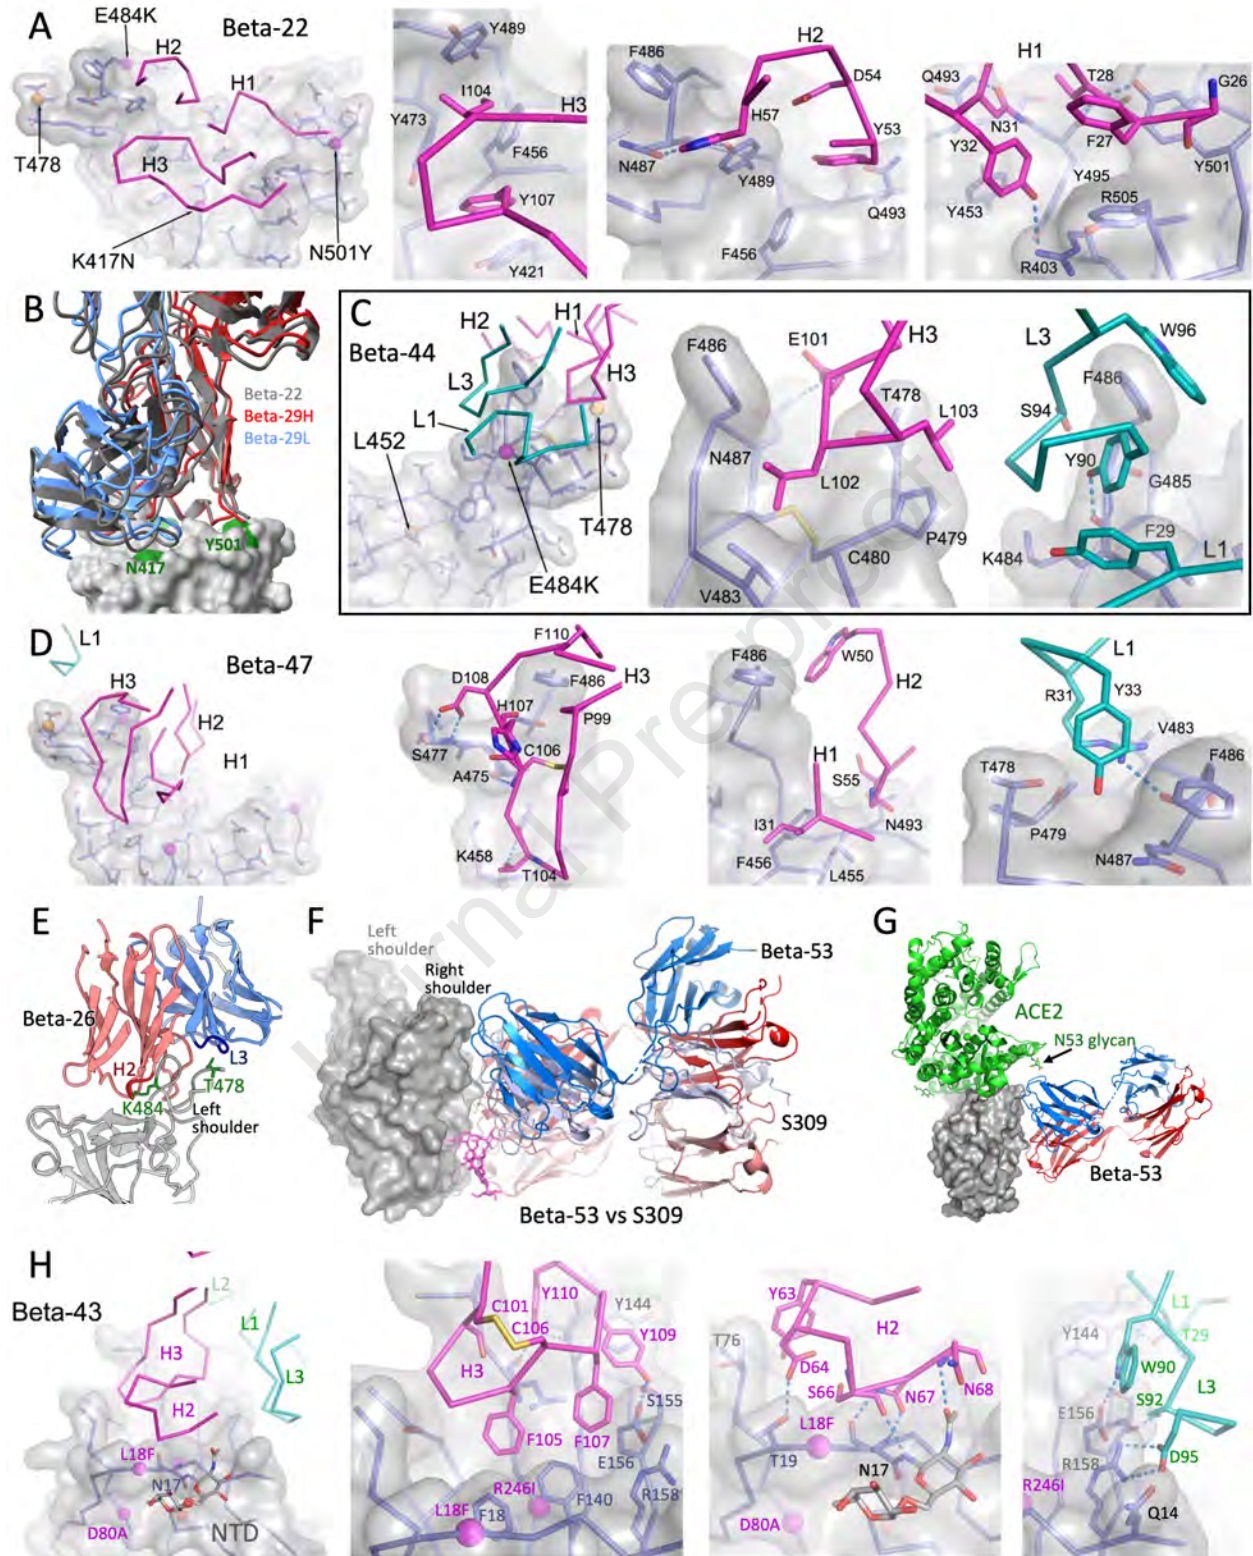 A
Beta-22
E484K
H2
H1
T478
H3
K417N
N501Y
Y489
I104
H3
Y473
F456
Y107
Y421
H2
F486
D54
H57
Y53
N487
Y489
Q493
F456
H1
Q493
T28
G26
N31
Y32
F27
Y495
Y501
Y453
R505
R403
B
Beta-22
Beta-29H
Beta-29L
Y501
N417
C
Beta-44
H2
H1
L3
H3
L1
L452
T478
E484K
E101
H3
F486
T478
L103
N487
L102
P479
C480
V483
L3
W96
F486
S94
Y90
G485
F29
K484
L1
D
L1
Beta-47
H3
H2
H1
F110
D108
F486
H3
H107
P99
S477
C106
A475
K458
T104
F486
W50
H2
H1
S55
I31
N493
F456
L455
L1
R31
Y33
V483
F486
T478
P479
N487
E
Beta-26
L3
H2
T478
K484
Left
shoulder
F
Left
shoulder
Right
shoulder
Beta-53
S309
Beta-53 vs S309
G
ACE2
N53 glycan
Beta-53
H
Beta-43
L2
L1
H3
L3
H2
L18F
N17
D80A
NTD
Y110
C101
Y144
C106
Y109
H3
S155
F105
F107
E156
R246I
R158
L18F
F18
F140
Y63
H2
T76
D64
S66
N67
N68
L18F
T19
N17
D80A
L1
Y144
T29
W90
L3
S92
E156
D95
R158
R246I
Q14
Journal Pre-proof